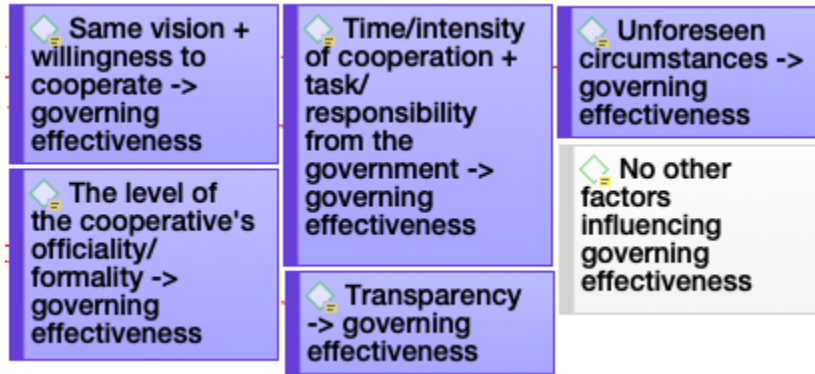 Same vision +
willingness to
cooperate ->
governing
effectiveness
The level of
the cooperative's
officiality/
formality ->
governing
effectiveness
Time/intensity
of cooperation +
task/
responsibility
from the
government ->
governing
effectiveness
Transparency
-> governing
effectiveness
Unforeseen
circumstances ->
governing
effectiveness
No other
factors
influencing
governing
effectiveness